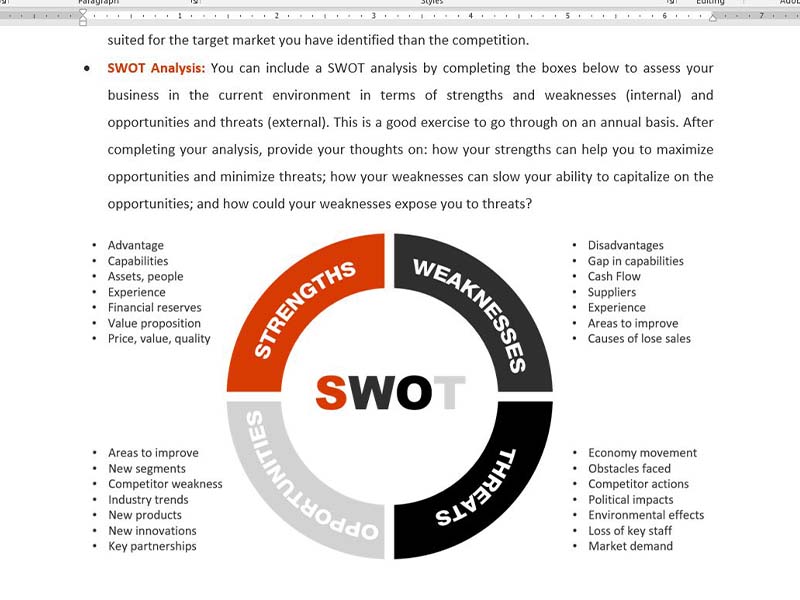 Paragraph Styles Editing
1 2 3 4 5 6 7
suited for the target market you have identified than the competition.
• SWOT Analysis: You can include a SWOT analysis by completing the boxes below to assess your
business in the current environment in terms of strengths and weaknesses (internal) and
opportunities and threats (external). This is a good exercise to go through on an annual basis. After
completing your analysis, provide your thoughts on: how your strengths can help you to maximize
opportunities and minimize threats; how your weaknesses can slow your ability to capitalize on the
opportunities; and how could your weaknesses expose you to threats?
• Advantage
• Capabilities
• Assets, people
• Experience
• Financial reserves
• Value proposition
• Price, value, quality
STRENGTHS
WEAKNESSES
• Disadvantages
• Gap in capabilities
• Cash Flow
• Suppliers
• Experience
• Areas to improve
• Causes of lose sales
SWOT
• Areas to improve
• New segments
• Competitor weakness
• Industry trends
• New products
• New innovations
• Key partnerships
OPPORTUNITIES
THREATS
• Economy movement
• Obstacles faced
• Competitor actions
• Political impacts
• Environmental effects
• Loss of key staff
• Market demand